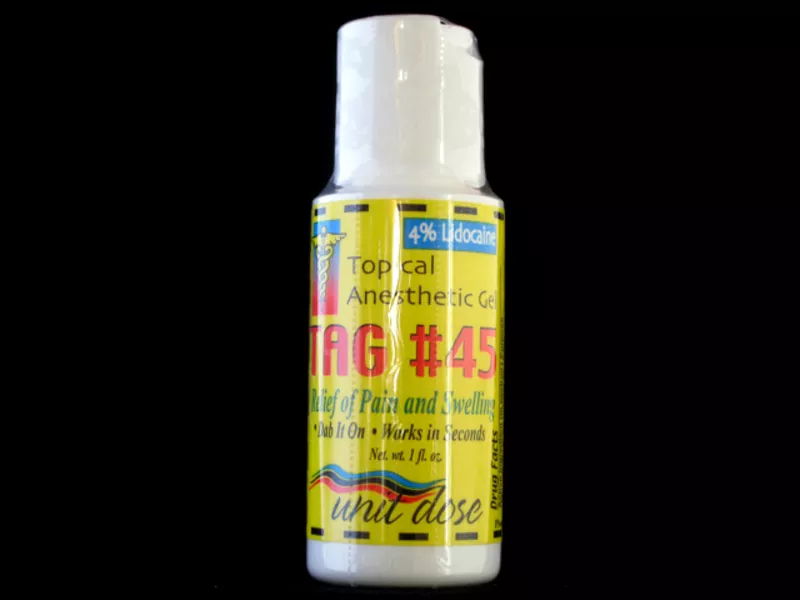 4% Lidocaine
Topical
Anesthetic Gel
TAG #45
Relief of Pain and Swelling
• Dab It On • Works in Seconds
Net. wt. 1 fl. oz.
unit dose
Drug Facts